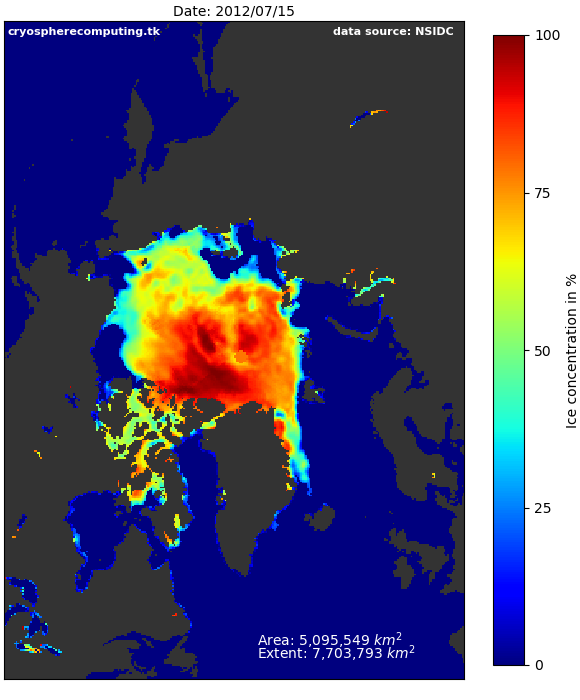 Date: 2012/07/15
cryospherecomputing.tk data source: NSIDC
100
75
50
25
0
Ice concentration in %
Area: 5,095,549 km²
Extent: 7,703,793 km²